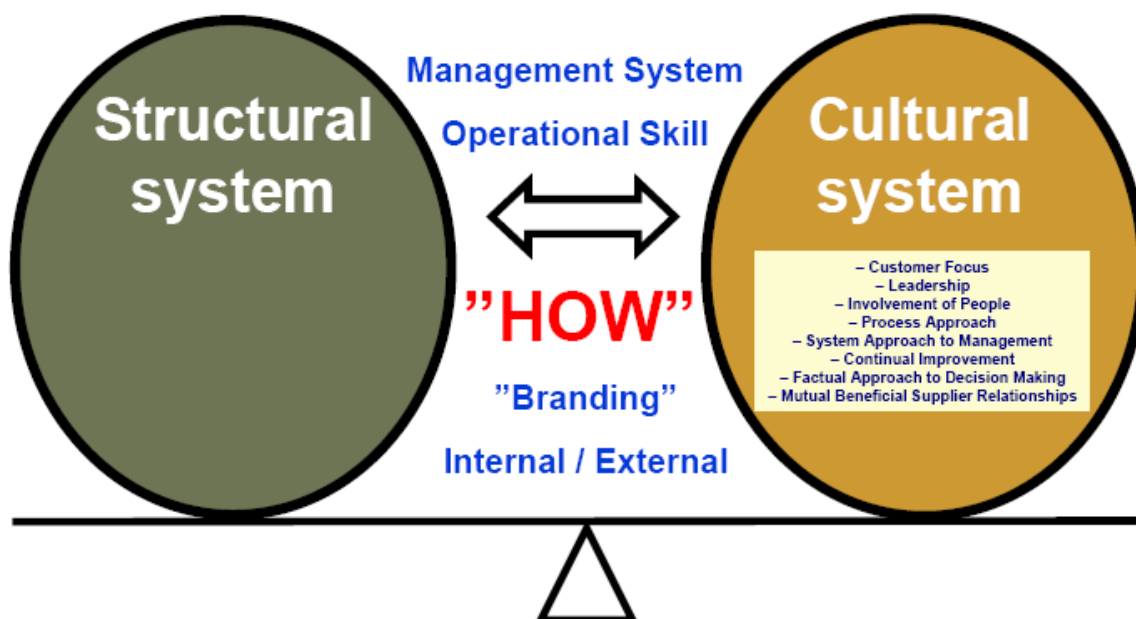 Structural
system
Management System
Operational Skill
”HOW”
”Branding”
Internal / External
Cultural
system
– Customer Focus
– Leadership
– Involvement of People
– Process Approach
– System Approach to Management
– Continual Improvement
– Factual Approach to Decision Making
– Mutual Beneficial Supplier Relationships